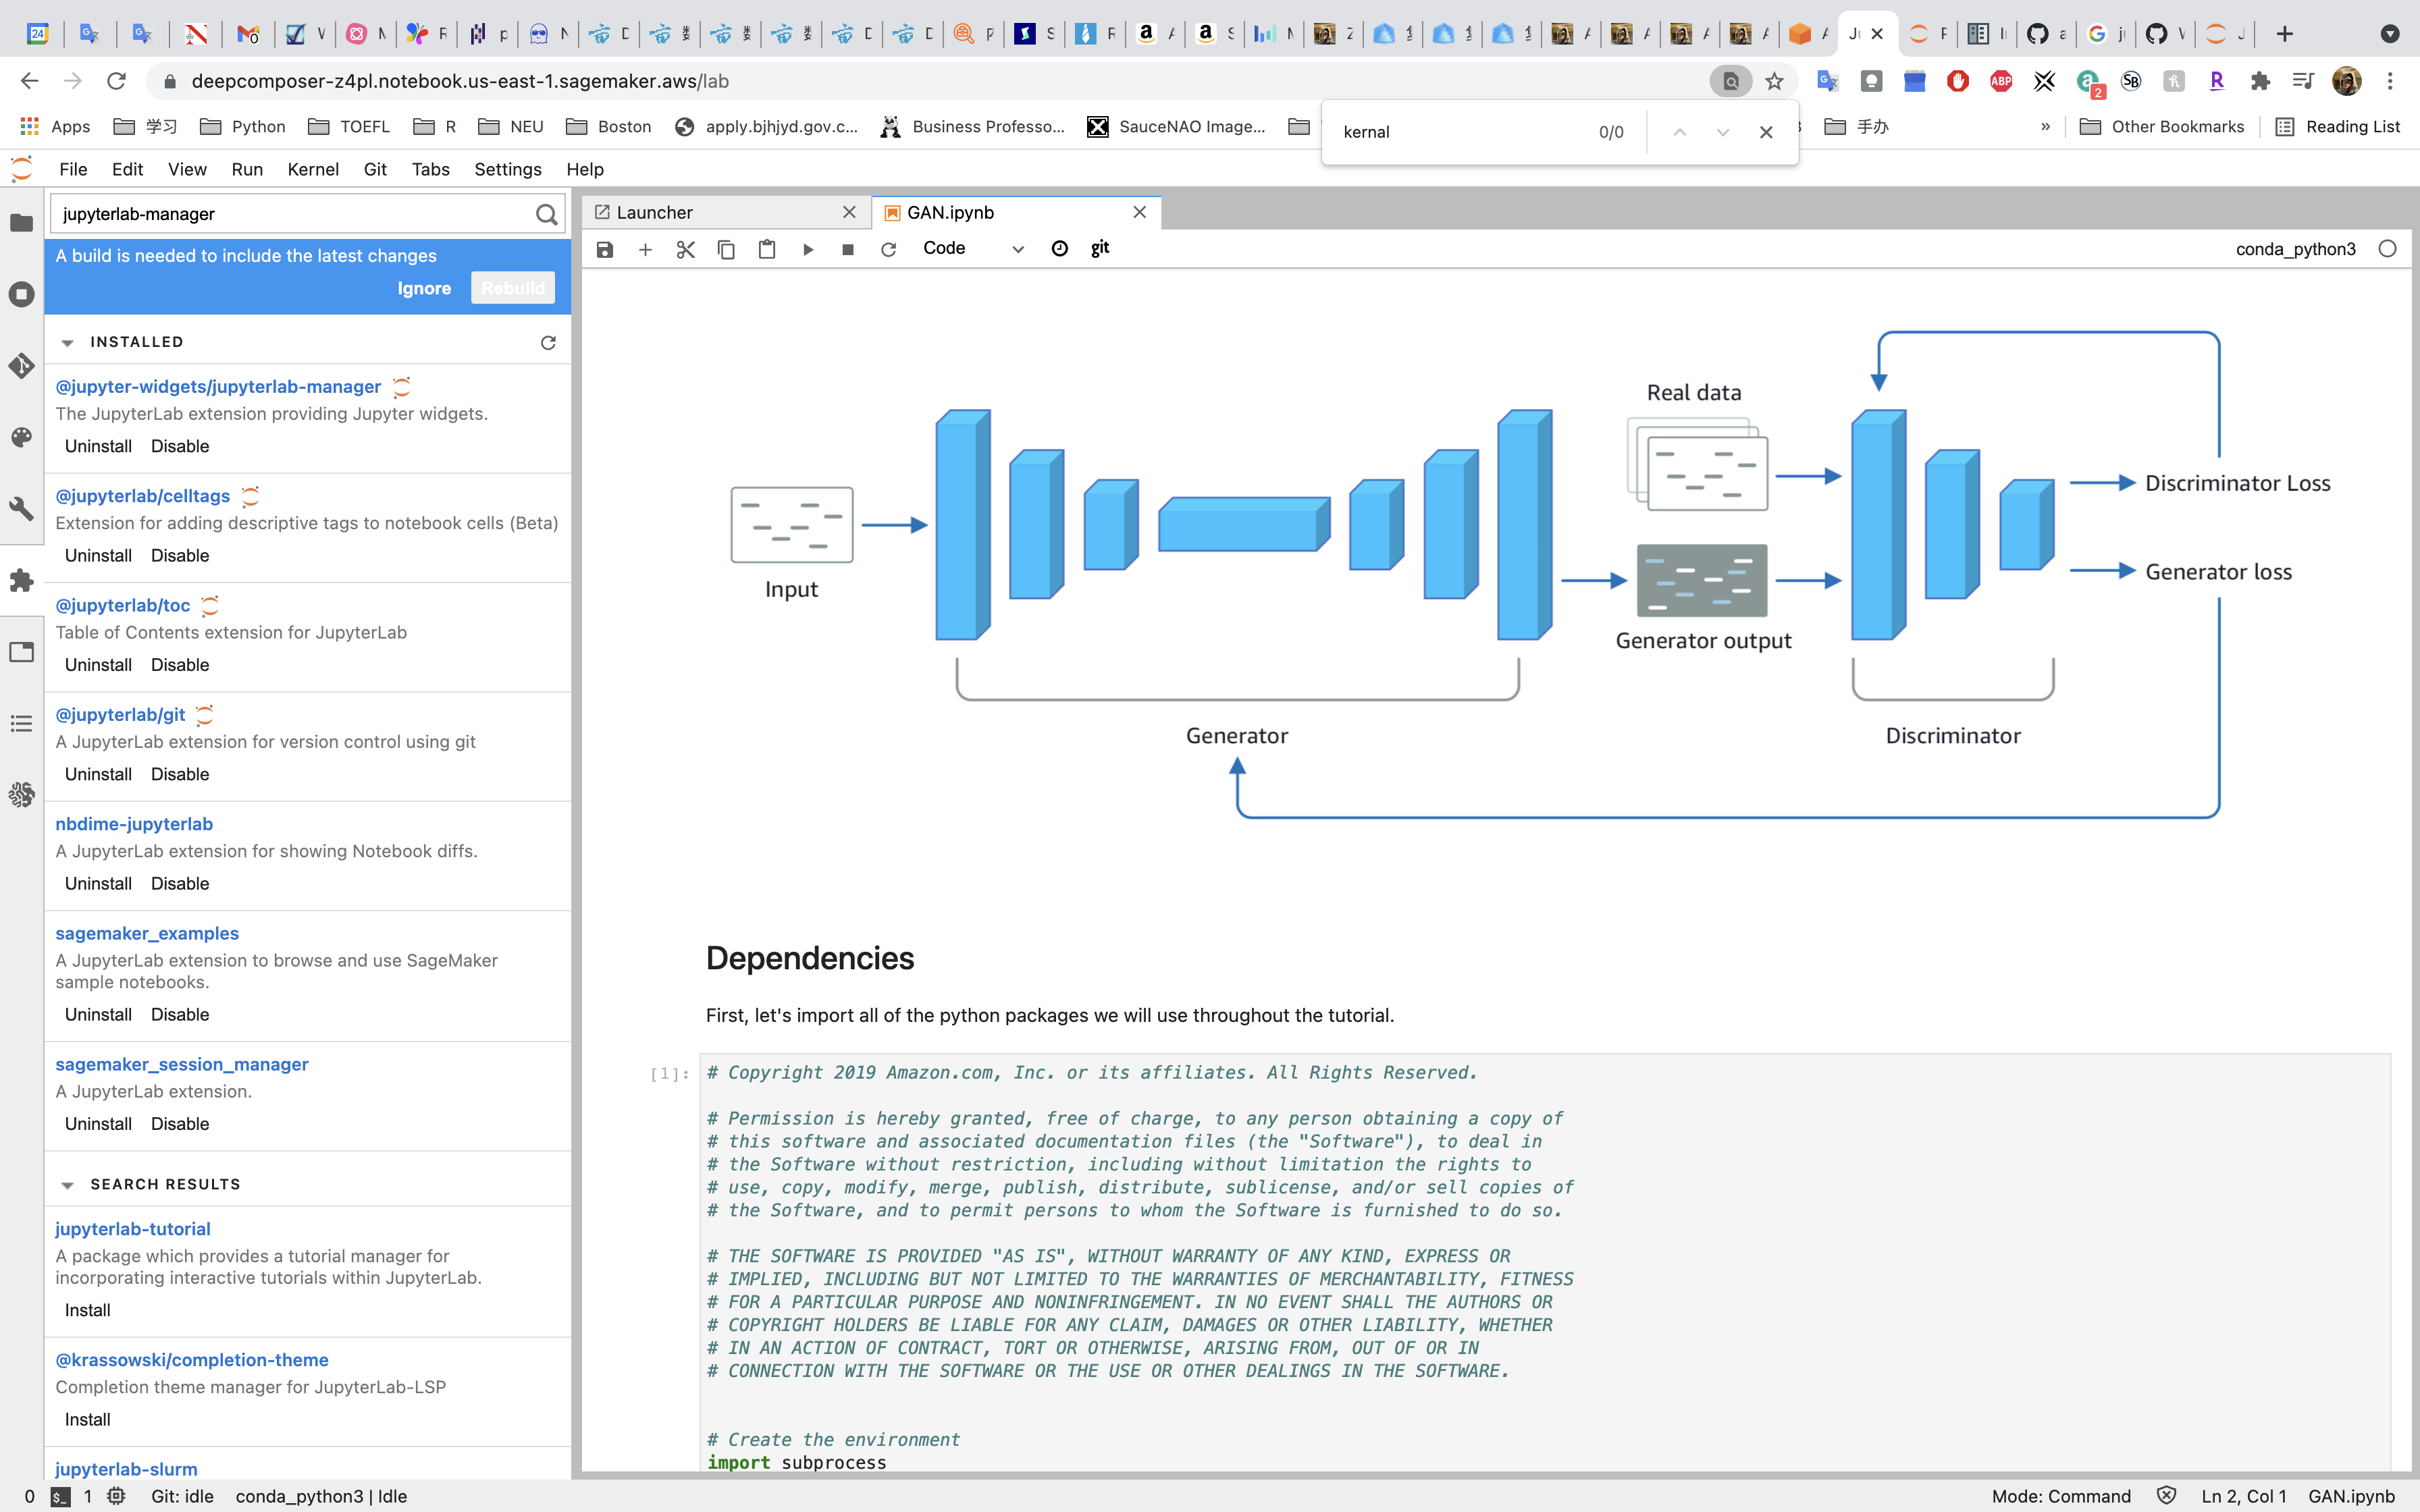 deepcomposer-z4pl.notebook.us-east-1.sagemaker.aws/lab
Apps 学习 Python TOEFL R NEU Boston apply.bjhjyd.gov.c... Business Professo... SauceNAO Image... 手办 » Other Bookmarks Reading List
kernal 0/0
File Edit View Run Kernel Git Tabs Settings Help
jupyterlab-manager
A build is needed to include the latest changes
Ignore Rebuild
INSTALLED
@jupyter-widgets/jupyterlab-manager
The JupyterLab extension providing Jupyter widgets.
Uninstall Disable
@jupyterlab/celltags
Extension for adding descriptive tags to notebook cells (Beta)
Uninstall Disable
@jupyterlab/toc
Table of Contents extension for JupyterLab
Uninstall Disable
@jupyterlab/git
A JupyterLab extension for version control using git
Uninstall Disable
nbdime-jupyterlab
A JupyterLab extension for showing Notebook diffs.
Uninstall Disable
sagemaker_examples
A JupyterLab extension to browse and use SageMaker
sample notebooks.
Uninstall Disable
sagemaker_session_manager
A JupyterLab extension.
Uninstall Disable
SEARCH RESULTS
jupyterlab-tutorial
A package which provides a tutorial manager for
incorporating interactive tutorials within JupyterLab.
Install
@krassowski/completion-theme
Completion theme manager for JupyterLab-LSP
Install
jupyterlab-slurm
Launcher GAN.ipynb
Code git conda_python3
Real data
Input
Generator output
Discriminator Loss
Generator loss
Generator
Discriminator
Dependencies
First, let's import all of the python packages we will use throughout the tutorial.
[1]:
# Copyright 2019 Amazon.com, Inc. or its affiliates. All Rights Reserved.
# Permission is hereby granted, free of charge, to any person obtaining a copy of
# this software and associated documentation files (the "Software"), to deal in
# the Software without restriction, including without limitation the rights to
# use, copy, modify, merge, publish, distribute, sublicense, and/or sell copies of
# the Software, and to permit persons to whom the Software is furnished to do so.
# THE SOFTWARE IS PROVIDED "AS IS", WITHOUT WARRANTY OF ANY KIND, EXPRESS OR
# IMPLIED, INCLUDING BUT NOT LIMITED TO THE WARRANTIES OF MERCHANTABILITY, FITNESS
# FOR A PARTICULAR PURPOSE AND NONINFRINGEMENT. IN NO EVENT SHALL THE AUTHORS OR
# COPYRIGHT HOLDERS BE LIABLE FOR ANY CLAIM, DAMAGES OR OTHER LIABILITY, WHETHER
# IN AN ACTION OF CONTRACT, TORT OR OTHERWISE, ARISING FROM, OUT OF OR IN
# CONNECTION WITH THE SOFTWARE OR THE USE OR OTHER DEALINGS IN THE SOFTWARE.
# Create the environment
import subprocess
0 $_ 1 Git: idle conda_python3 | Idle Mode: Command Ln 2, Col 1 GAN.ipynb